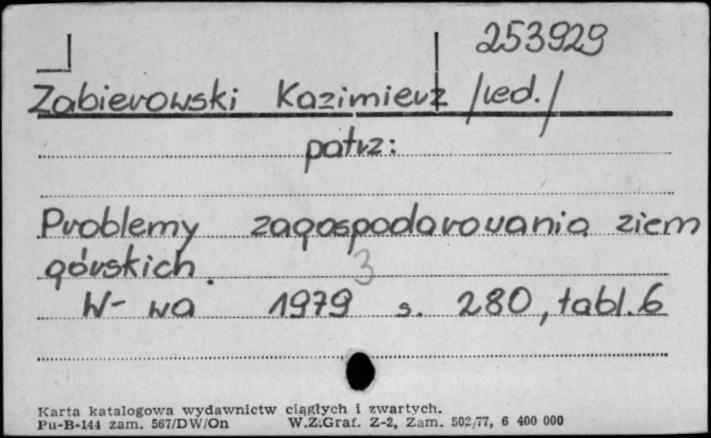 253929
Zabierowski Kazimierz /red./
patrz:
Problemy zagospodarowania ziem
górskich. 3
W-wa 1979 s. 280, tabl. 6
Karta katalogowa wydawnictw ciągłych i zwartych.
Pu-B-144 zam. 567/DW/On W.Z.Graf. Z-2, Zam. 502/77, 6 400 000